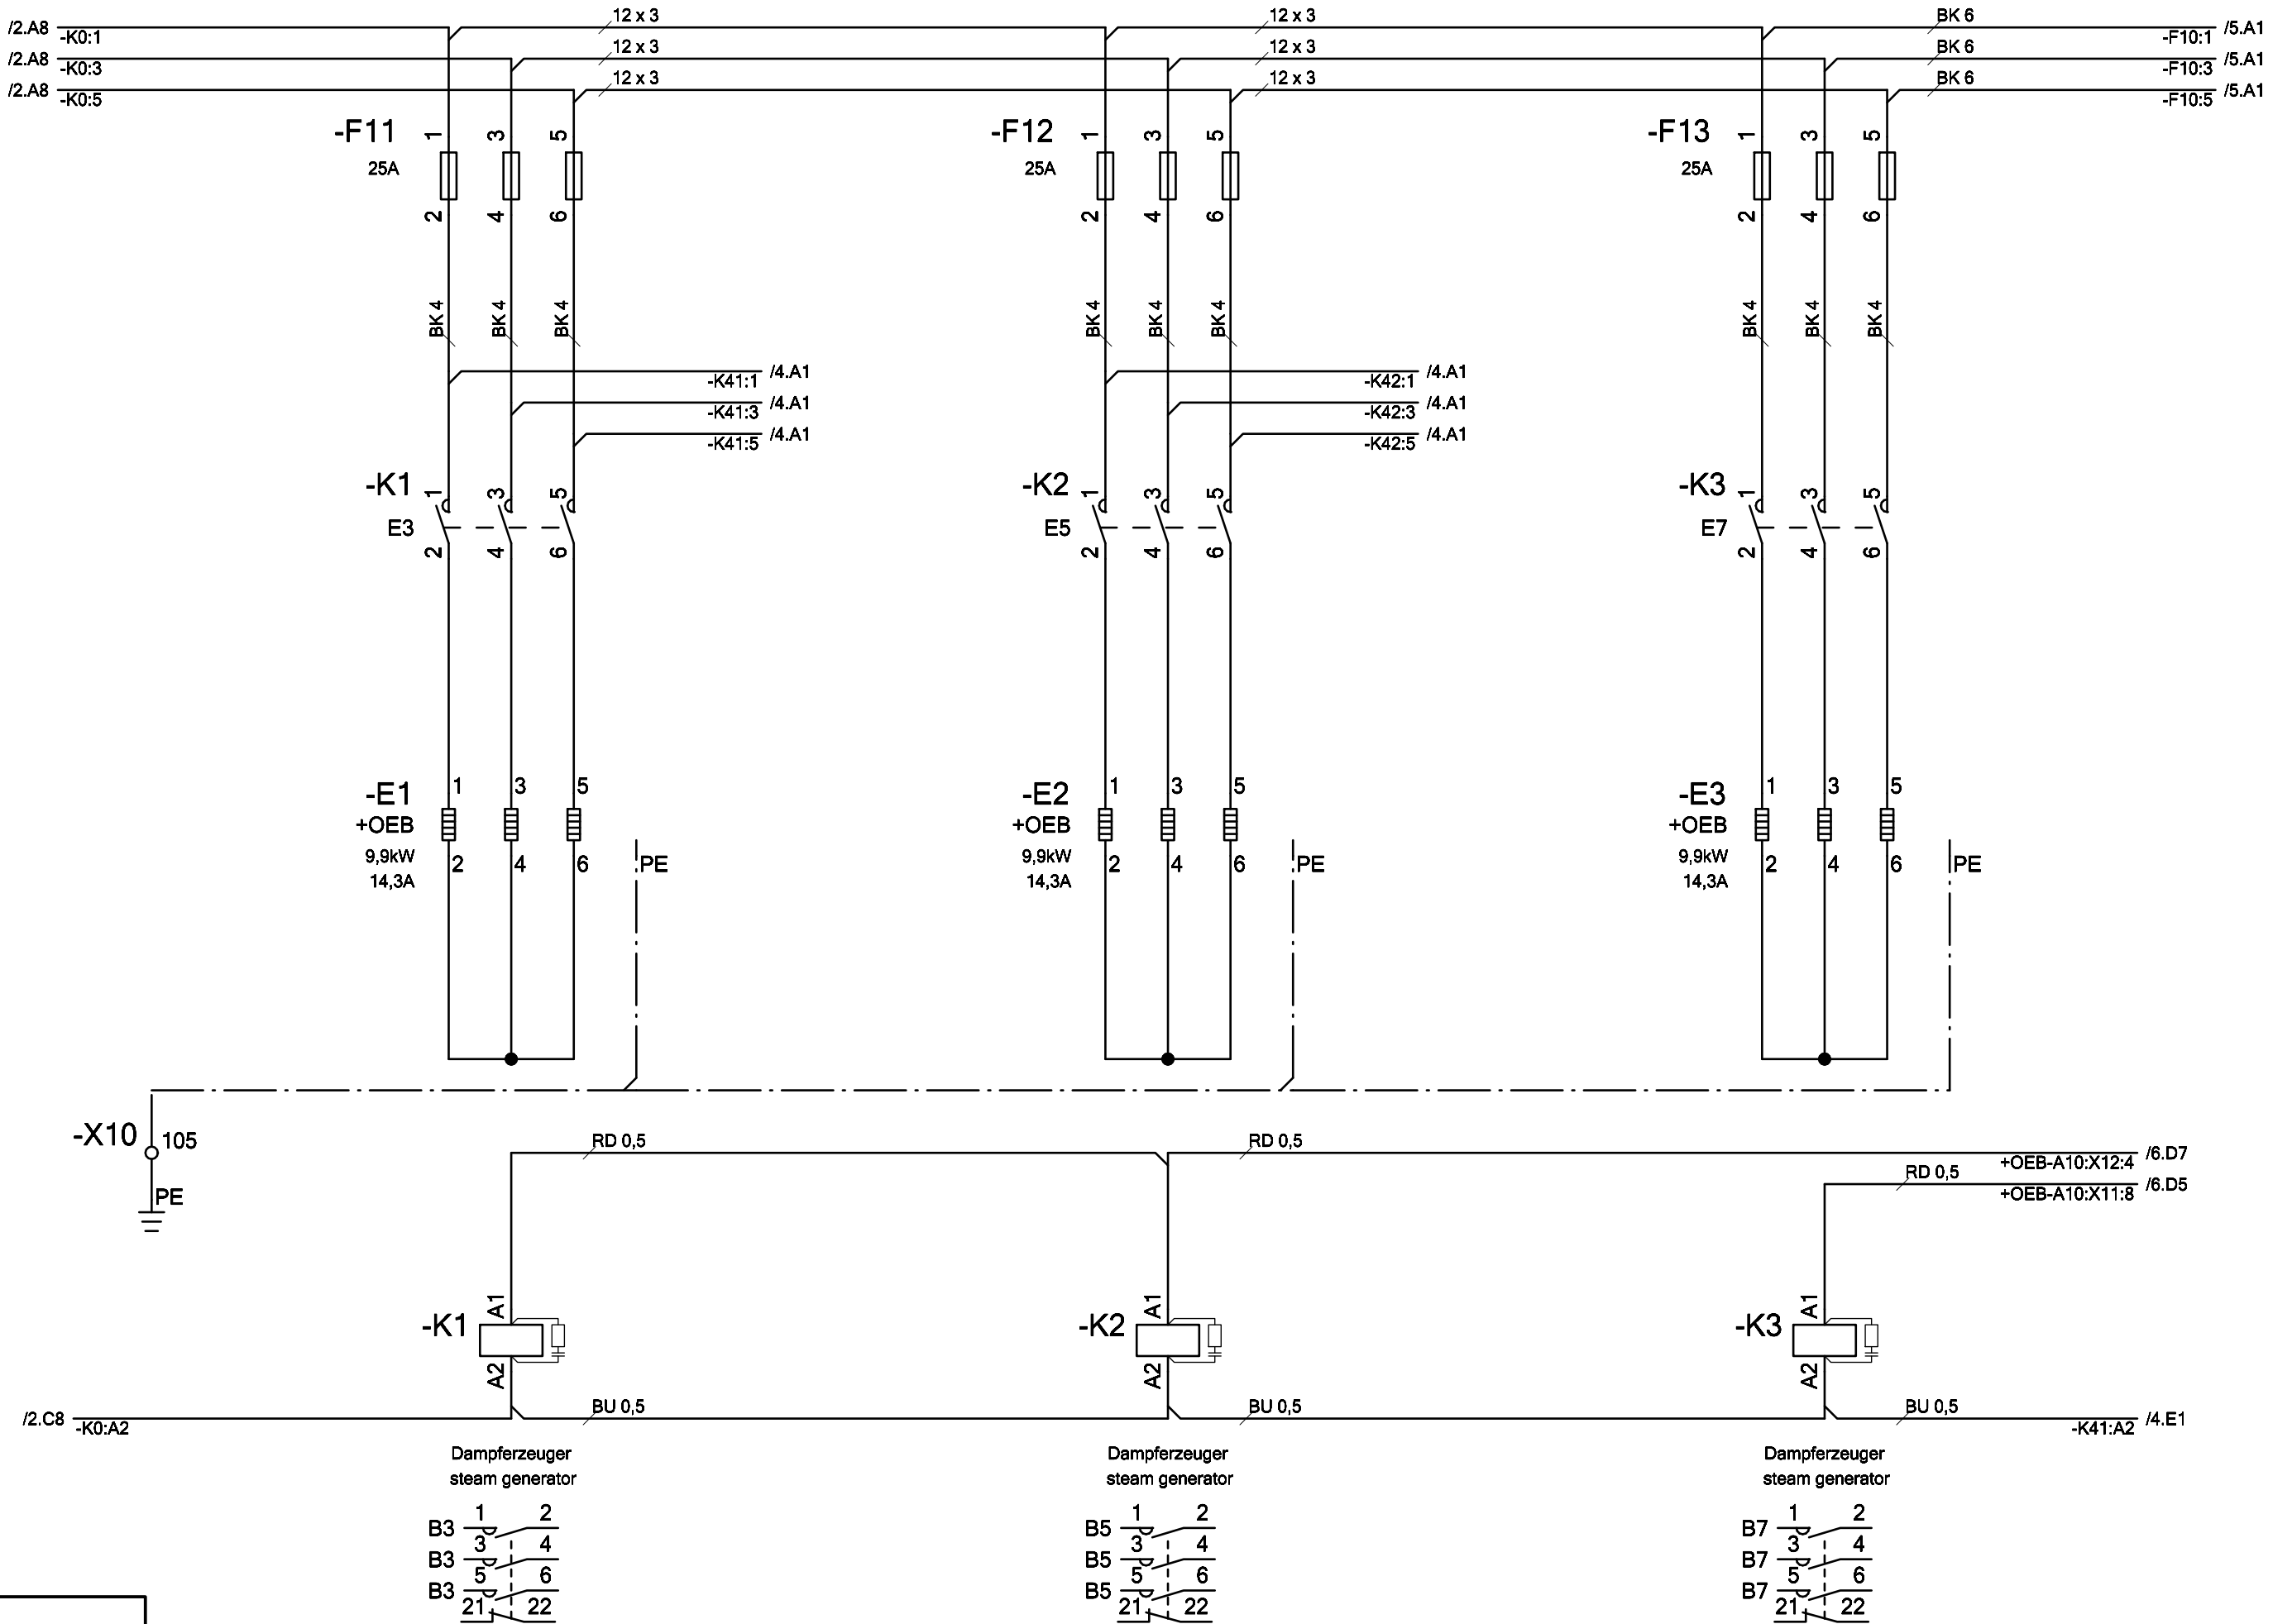 /2.A8 -K0:1 12 x 3 12 x 3 BK 6 -F10:1 /5.A1
/2.A8 -K0:3 12 x 3 12 x 3 BK 6 -F10:3 /5.A1
/2.A8 -K0:5 12 x 3 12 x 3 BK 6 -F10:5 /5.A1
-F11 1 3 5 -F12 1 3 5 -F13 1 3 5
25A 25A 25A
2 4 6 2 4 6 2 4 6
BK 4 BK 4 BK 4 BK 4 BK 4 BK 4 BK 4 BK 4 BK 4
-K41:1 /4.A1 -K42:1 /4.A1
-K41:3 /4.A1 -K42:3 /4.A1
-K41:5 /4.A1 -K42:5 /4.A1
-K1 1 3 5 -K2 1 3 5 -K3 1 3 5
E3 E5 E7
2 4 6 2 4 6 2 4 6
-E1 1 3 5 -E2 1 3 5 -E3 1 3 5
+OEB +OEB +OEB
9,9kW 2 4 6 PE 9,9kW 2 4 6 PE 9,9kW 2 4 6 PE
14,3A 14,3A 14,3A
-X10 105 RD 0,5 RD 0,5 +OEB-A10:X12:4 /6.D7
PE RD 0,5 +OEB-A10:X11:8 /6.D5
A1 A1 A1
-K1 -K2 -K3
A2 A2 A2
/2.C8 -K0:A2 BU 0,5 BU 0,5 BU 0,5 -K41:A2 /4.E1
Dampferzeuger Dampferzeuger Dampferzeuger
steam generator steam generator steam generator
1 2 1 2 1 2
B3 B5 B7
3 4 3 4 3 4
B3 B5 B7
5 6 5 6 5 6
B3 B5 B7
21 22 21 22 21 22